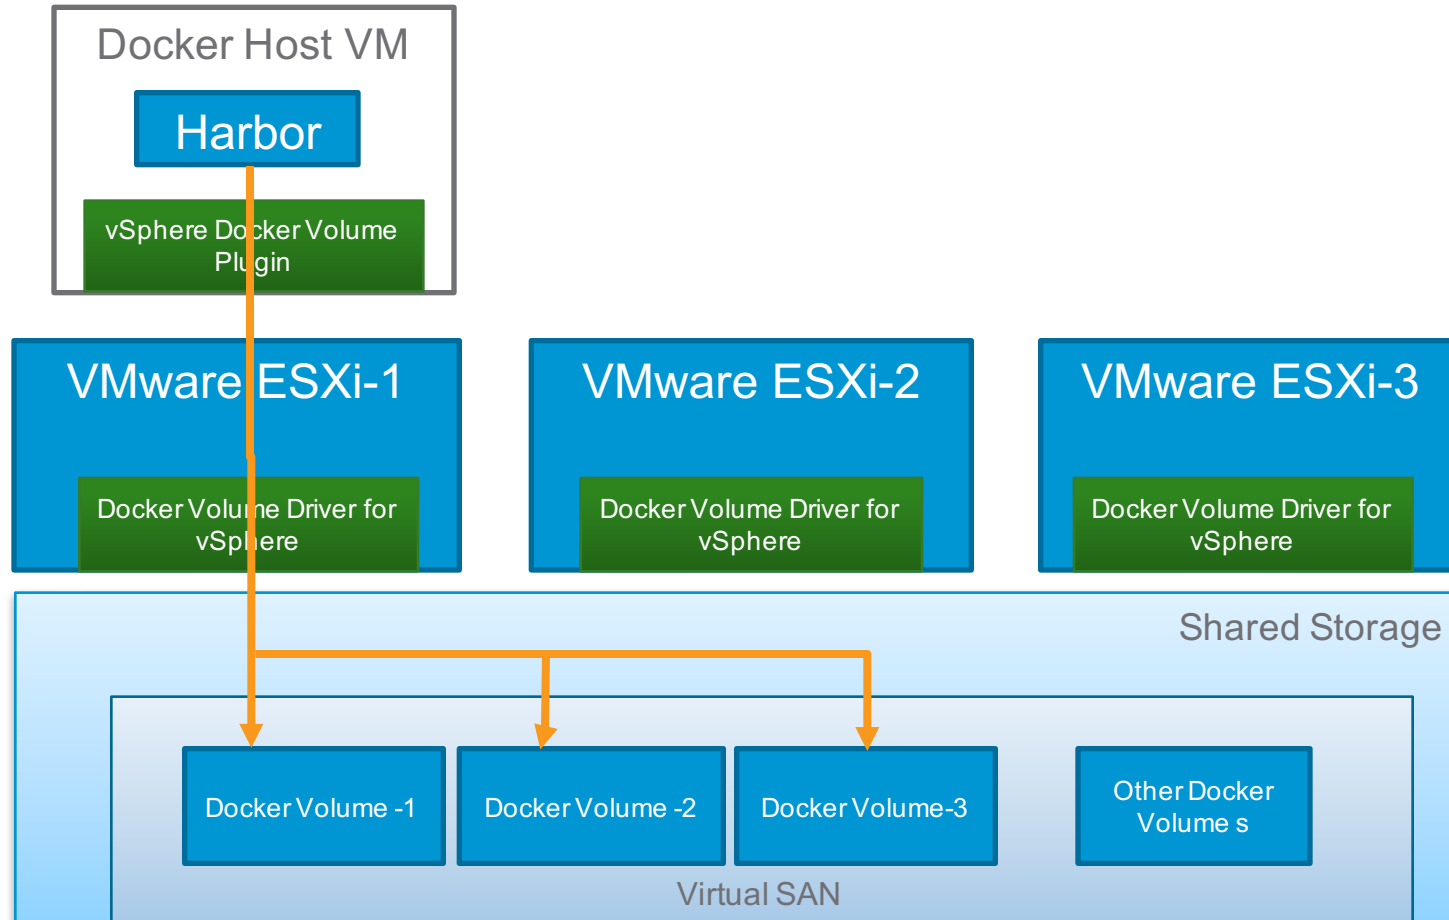 Docker Host VM
Harbor
vSphere Docker Volume
Plugin
VMware ESXi-1
Docker Volume Driver for
vSphere
VMware ESXi-2
Docker Volume Driver for
vSphere
VMware ESXi-3
Docker Volume Driver for
vSphere
Shared Storage
Docker Volume -1
Docker Volume -2
Docker Volume-3
Other Docker
Volume s
Virtual SAN